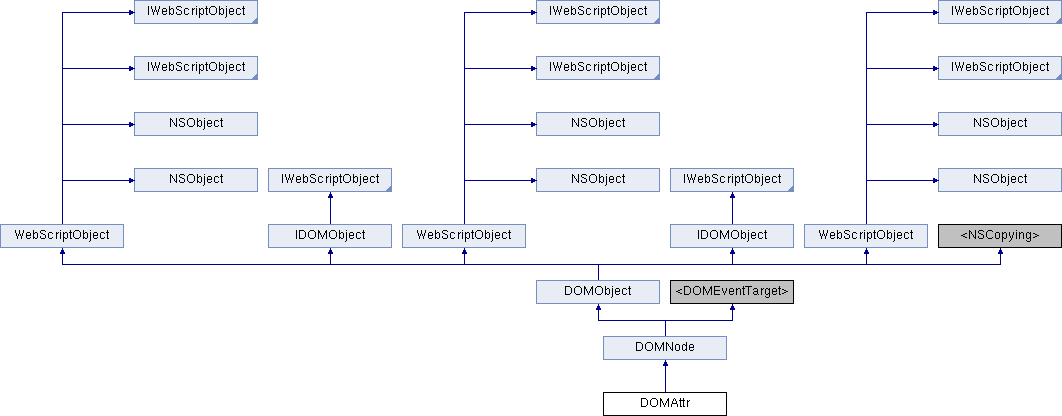 IWebScriptObject IWebScriptObject IWebScriptObject
IWebScriptObject IWebScriptObject IWebScriptObject
NSObject NSObject NSObject
NSObject IWebScriptObject NSObject IWebScriptObject NSObject
WebScriptObject IDOMObject WebScriptObject IDOMObject WebScriptObject <NSCopying>
DOMObject <DOMEventTarget>
DOMNode
DOMAttr